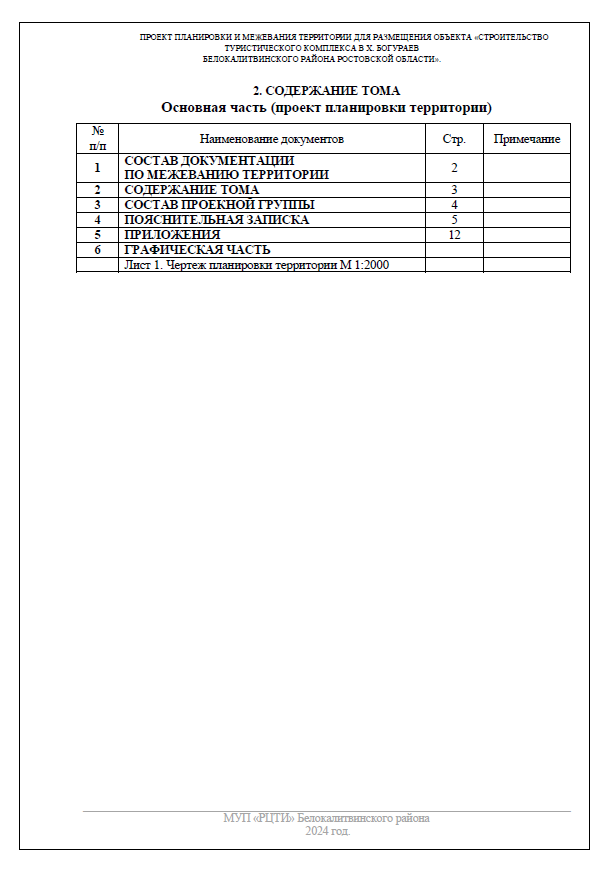 ПРОЕКТ ПЛАНИРОВКИ И МЕЖЕВАНИЯ ТЕРРИТОРИИ ДЛЯ РАЗМЕЩЕНИЯ ОБЪЕКТА «СТРОИТЕЛЬСТВО
ТУРИСТИЧЕСКОГО КОМПЛЕКСА В Х. БОГУРАЕВ
БЕЛОКАЛИТВИНСКОГО РАЙОНА РОСТОВСКОЙ ОБЛАСТИ».
2. СОДЕРЖАНИЕ ТОМА
Основная часть (проект планировки территории)
№ п/п Наименование документов Стр. Примечание
1 СОСТАВ ДОКУМЕНТАЦИИ
ПО МЕЖЕВАНИЮ ТЕРРИТОРИИ 2
2 СОДЕРЖАНИЕ ТОМА 3
3 СОСТАВ ПРОЕКНОЙ ГРУППЫ 4
4 ПОЯСНИТЕЛЬНАЯ ЗАПИСКА 5
5 ПРИЛОЖЕНИЯ 12
6 ГРАФИЧЕСКАЯ ЧАСТЬ
Лист 1. Чертеж планировки территории М 1:2000
МУП «РЦТИ» Белокалитвинского района
2024 год.